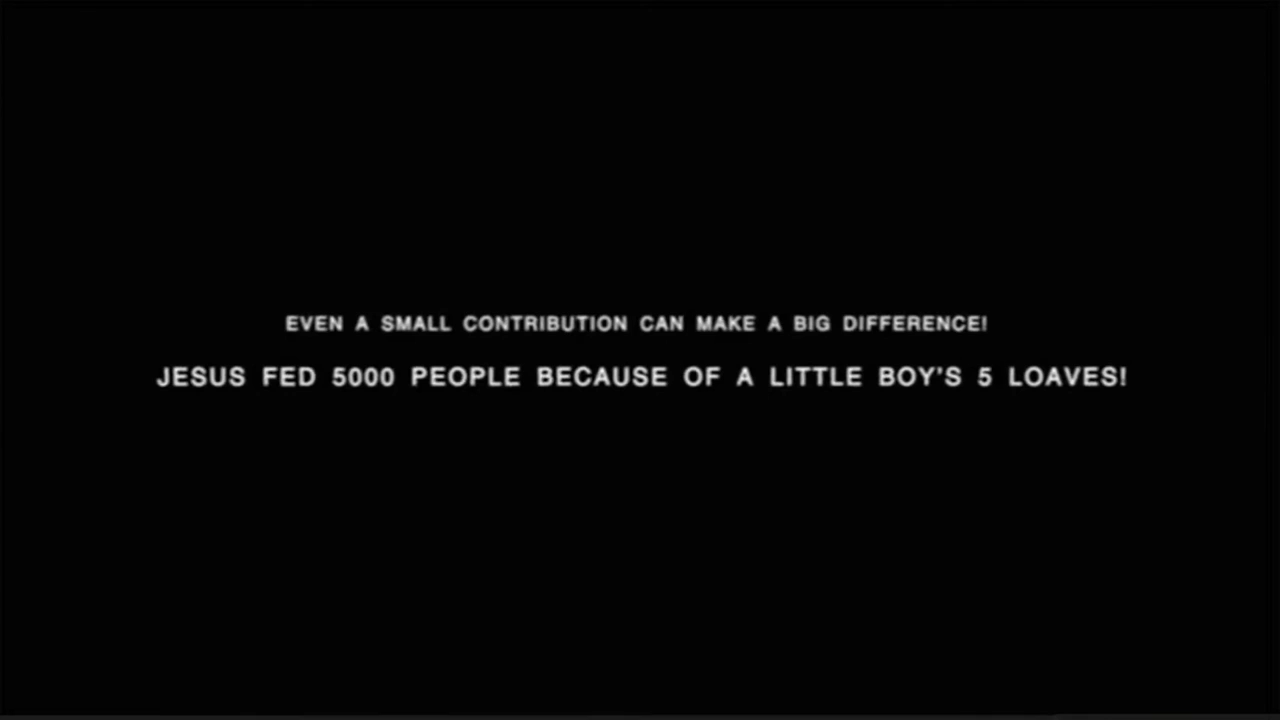 EVEN A SMALL CONTRIBUTION CAN MAKE A BIG DIFFERENCE!
JESUS FED 5000 PEOPLE BECAUSE OF A LITTLE BOY'S 5 LOAVES!